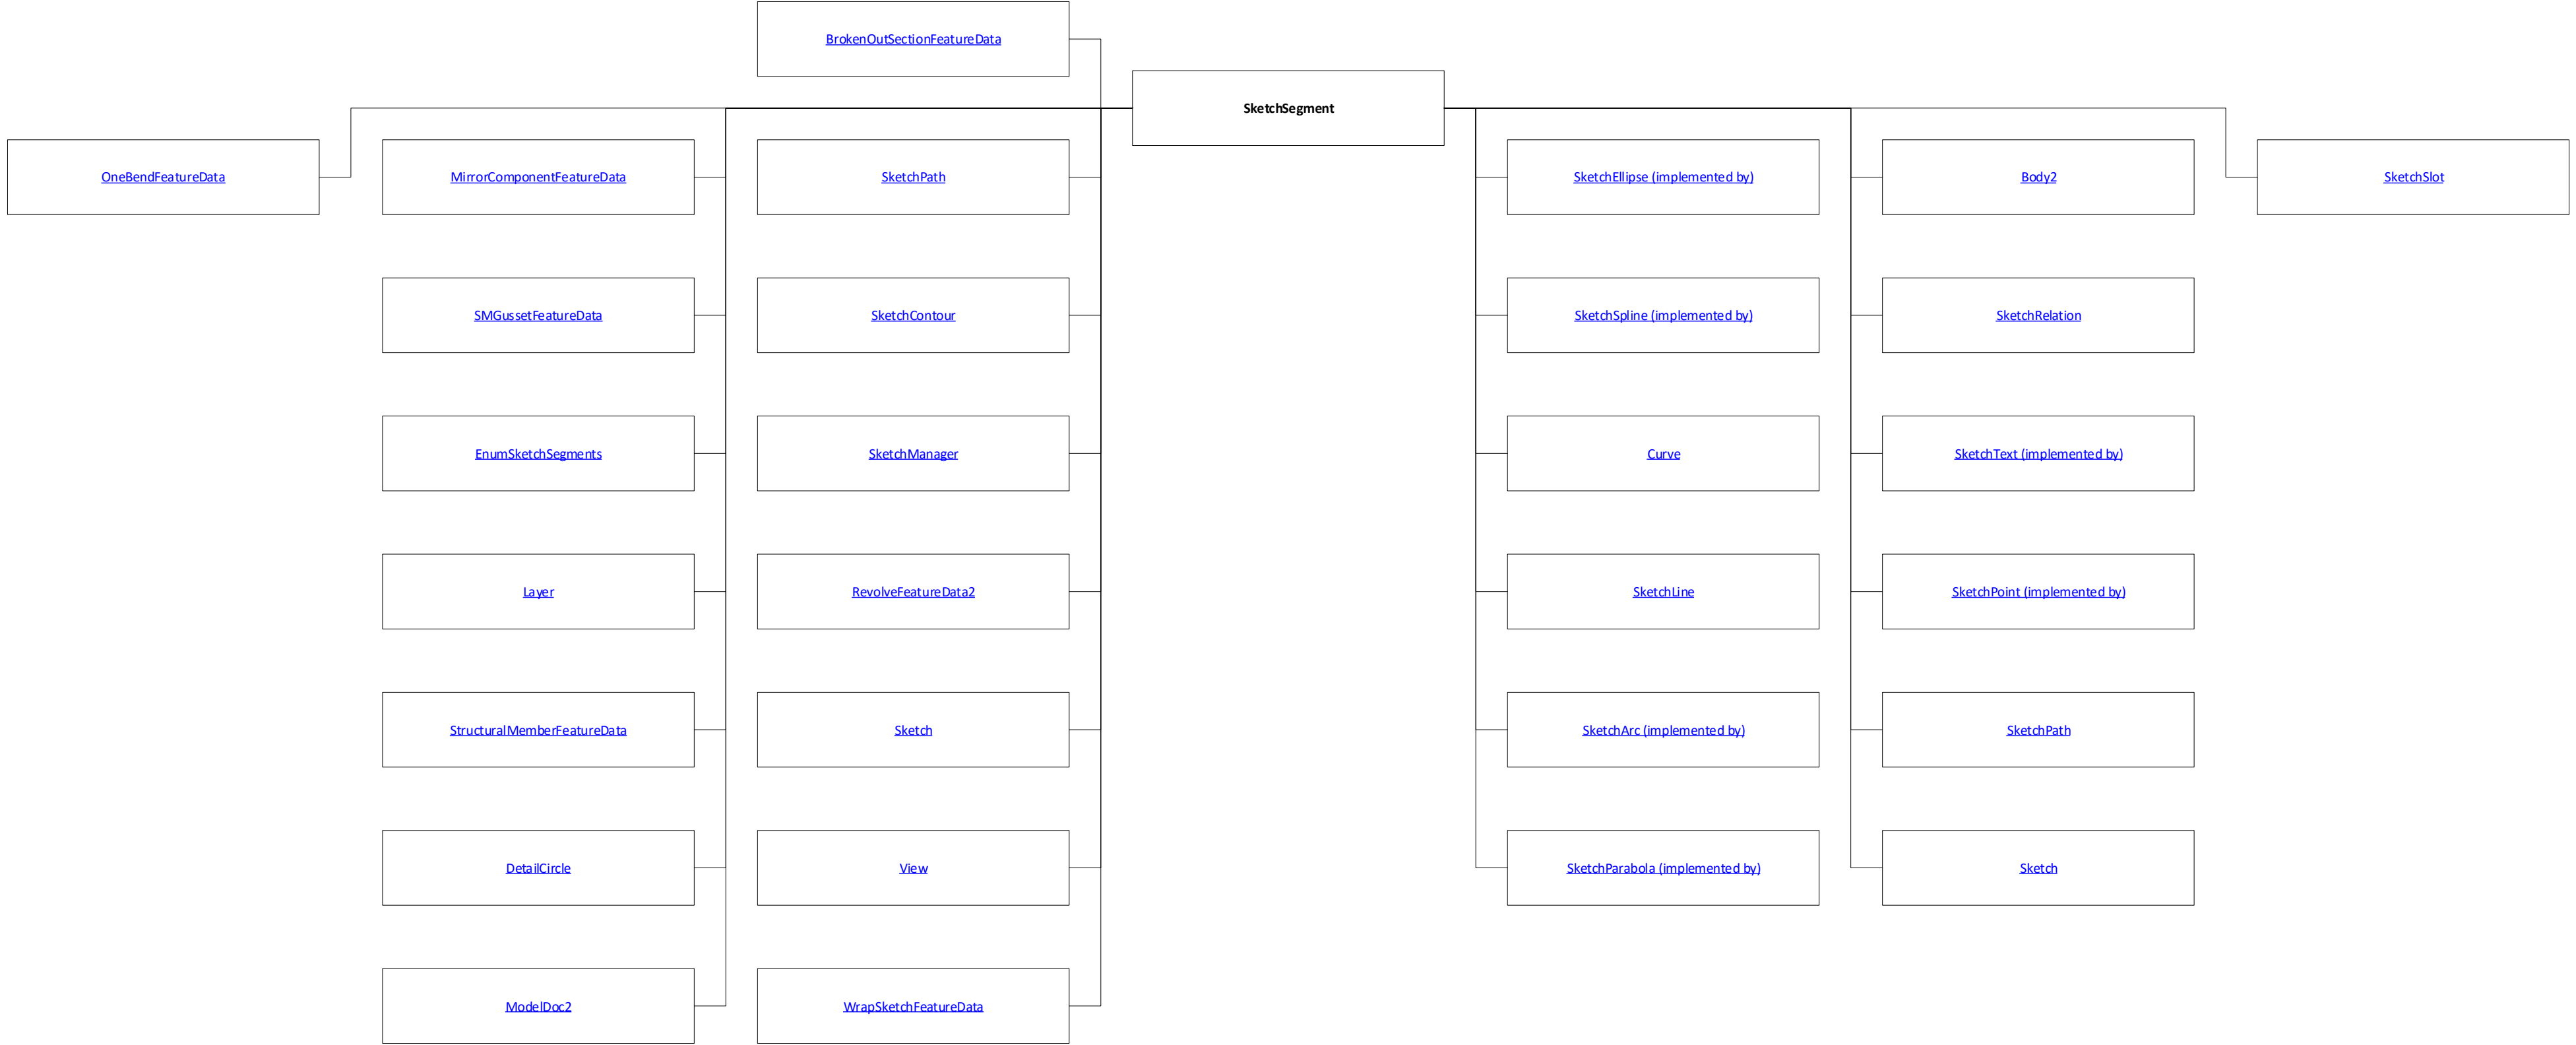 BrokenOutSectionFeatureData
SketchSegment
OneBendFeatureData
MirrorComponentFeatureData
SketchPath
SketchEllipse (implemented by)
Body2
SketchSlot
SMGussetFeatureData
SketchContour
SketchSpline (implemented by)
SketchRelation
EnumSketchSegments
SketchManager
Curve
SketchText (implemented by)
Layer
RevolveFeatureData2
SketchLine
SketchPoint (implemented by)
StructuralMemberFeatureData
Sketch
SketchArc (implemented by)
SketchPath
DetailCircle
View
SketchParabola (implemented by)
Sketch
ModelDoc2
WrapSketchFeatureData